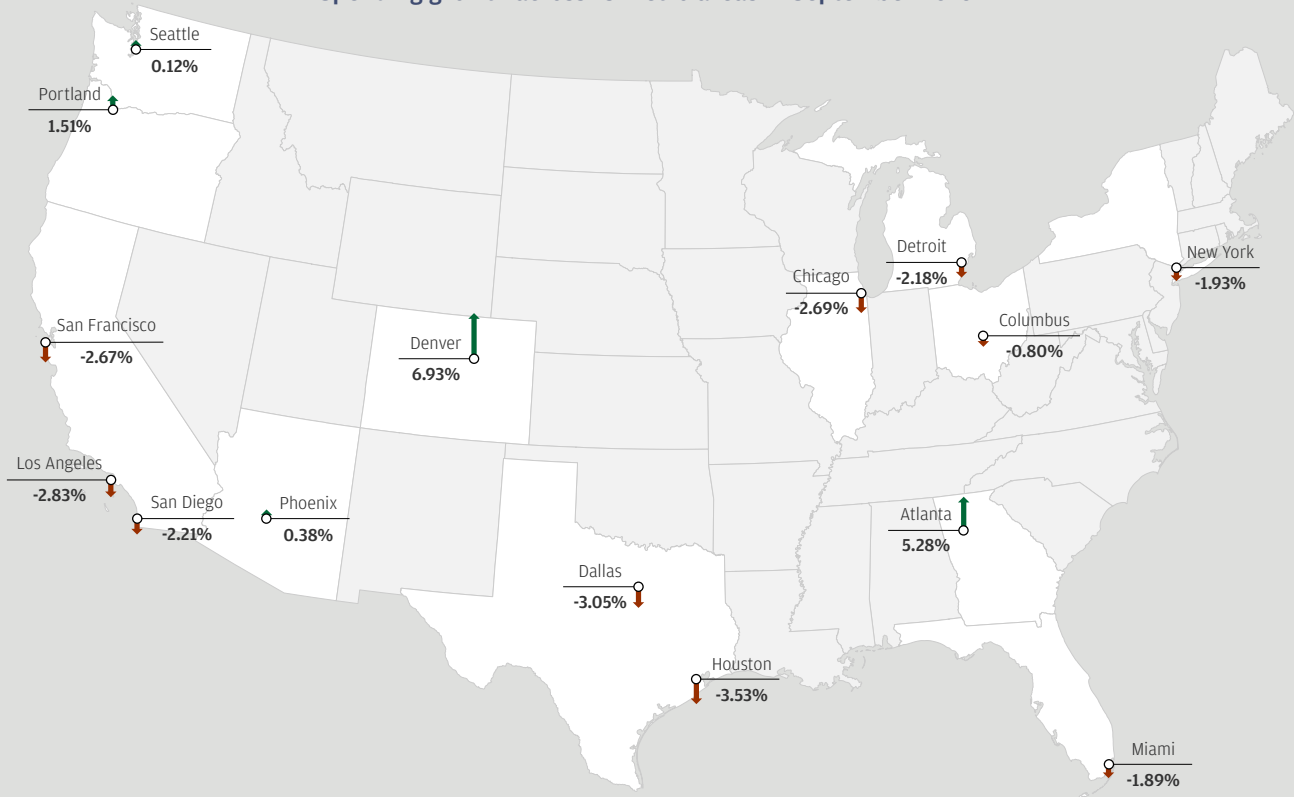 Seattle
0.12%
Portland
1.51%
Detroit
-2.18%
New York
-1.93%
Chicago
-2.69%
Columbus
-0.80%
San Francisco
-2.67%
Denver
6.93%
Los Angeles
-2.83%
San Diego
-2.21%
Phoenix
0.38%
Atlanta
5.28%
Dallas
-3.05%
Houston
-3.53%
Miami
-1.89%